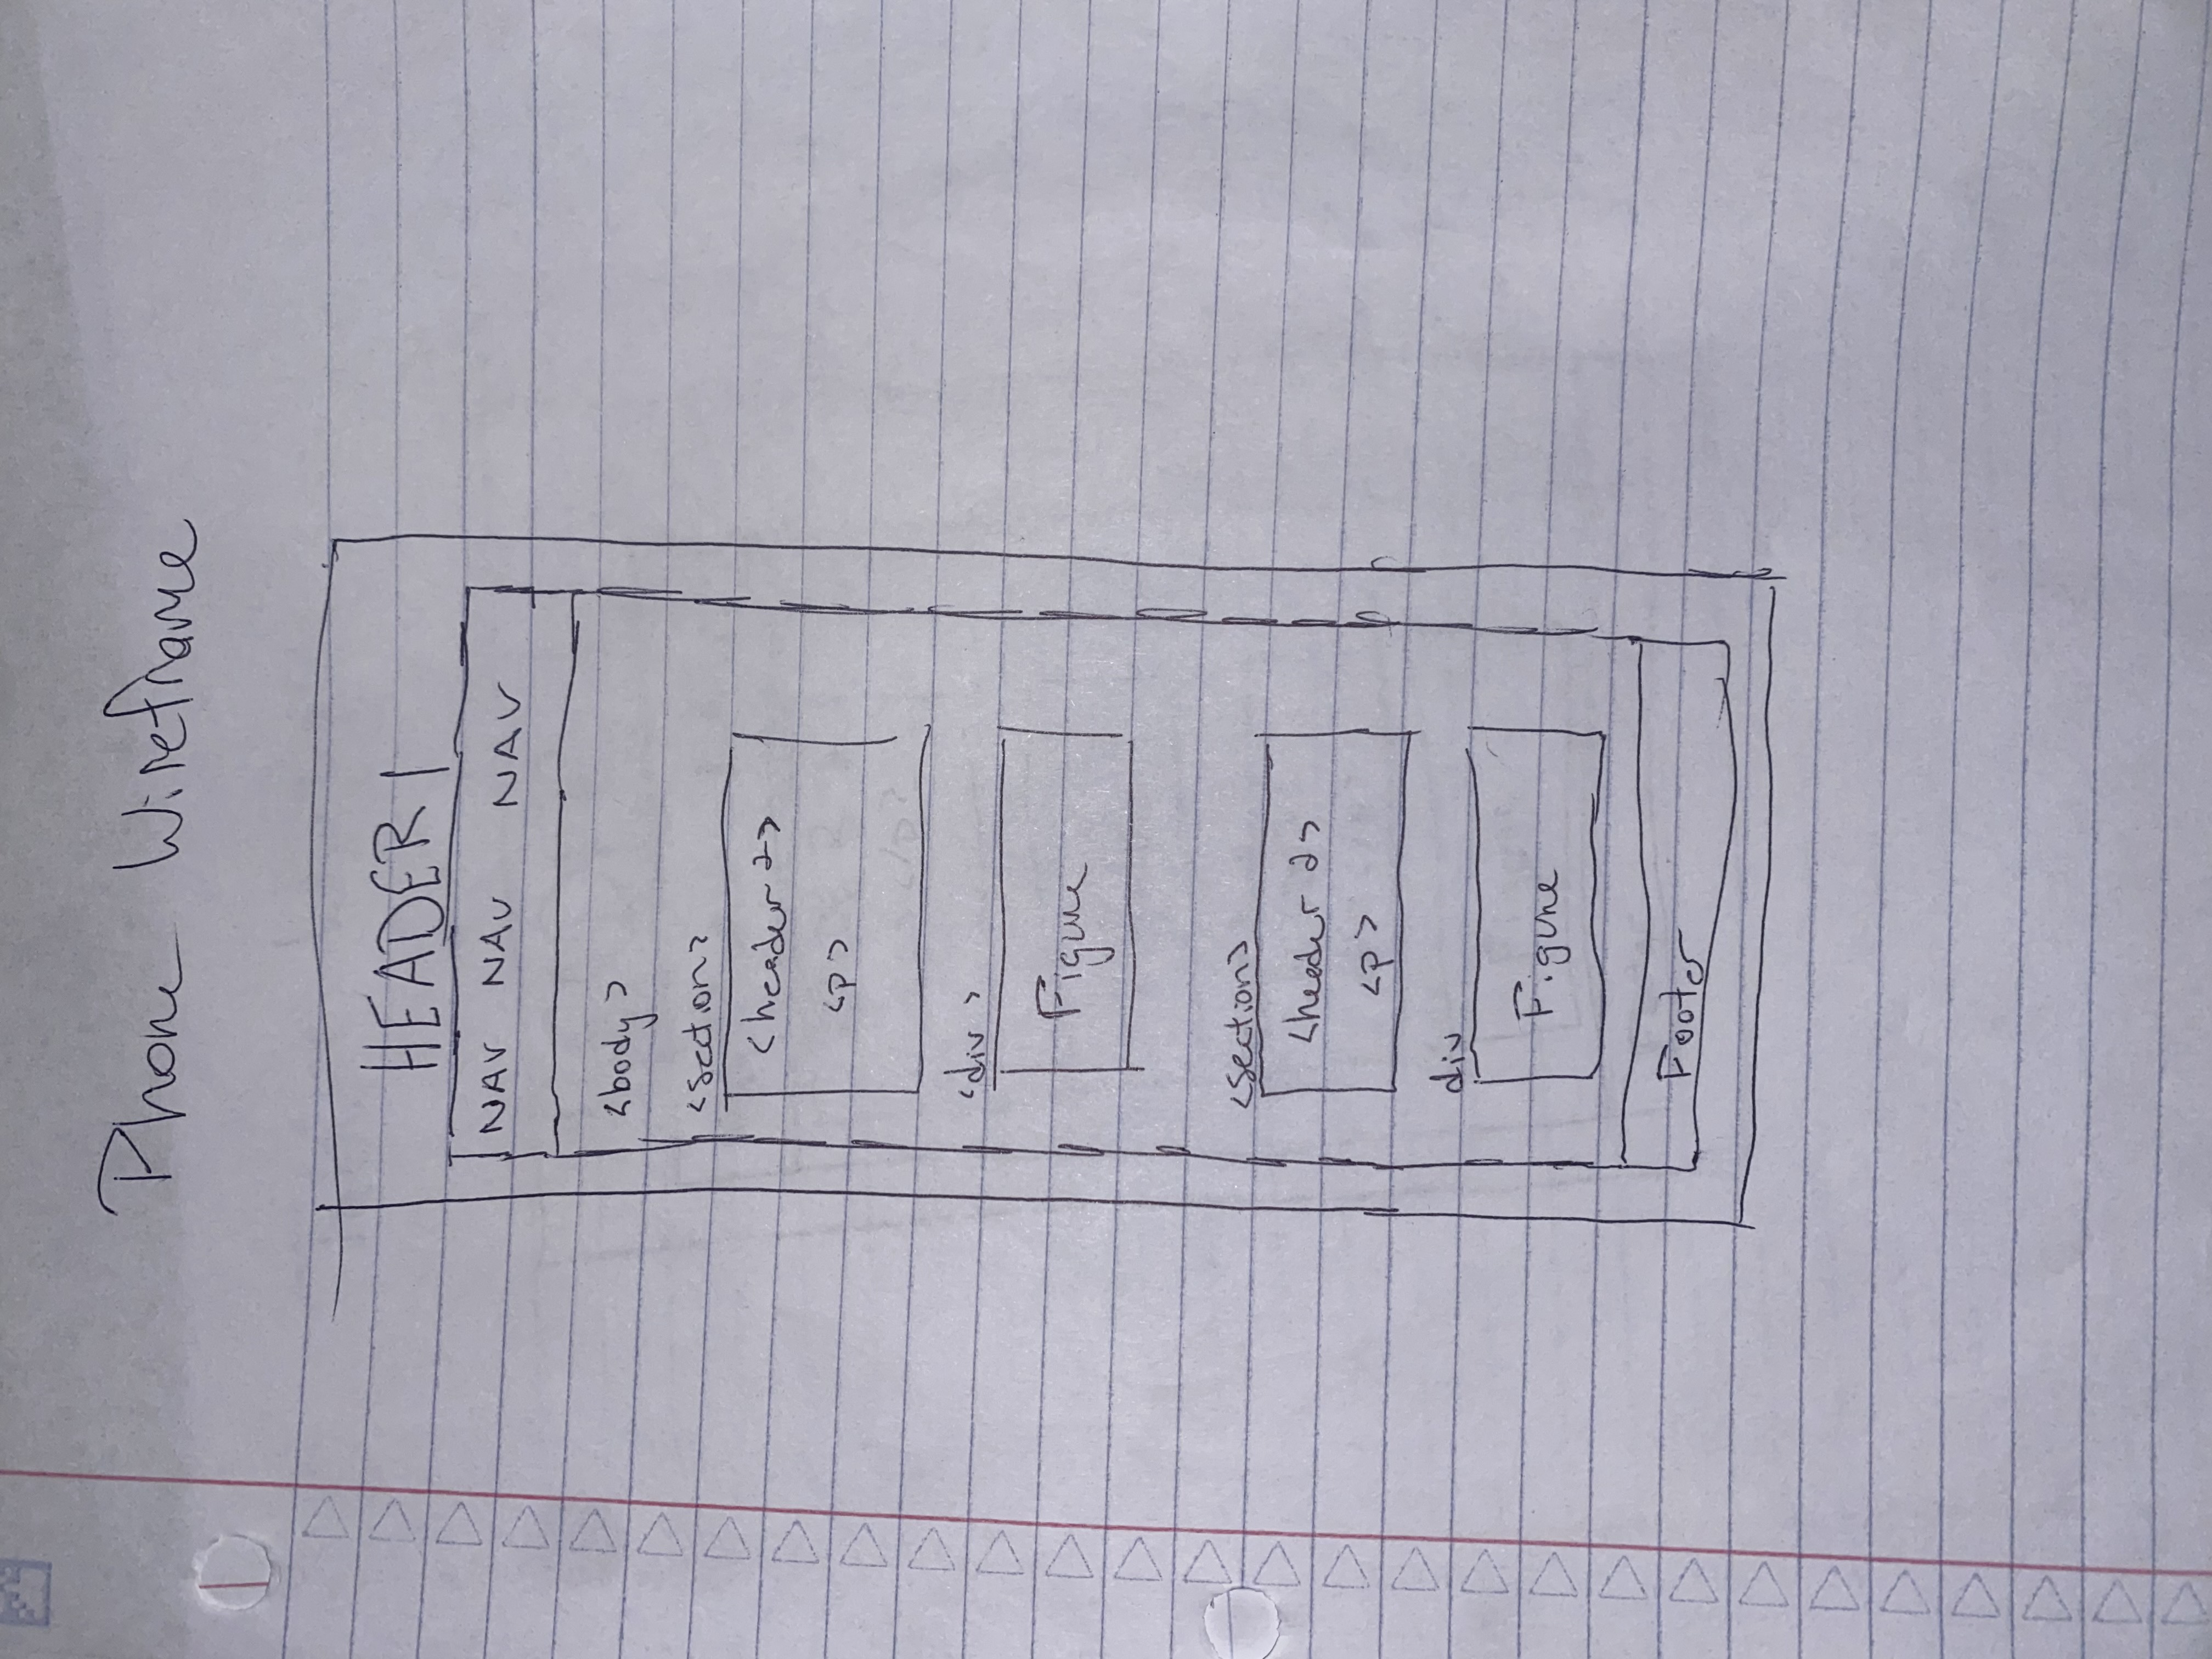 Phone Wireframe
HEADER 1
NAV NAV NAV
<body>
<section>
<header 2>
<p>
<div>
Figure
<section>
<header 2>
<p>
div
Figure
Footer